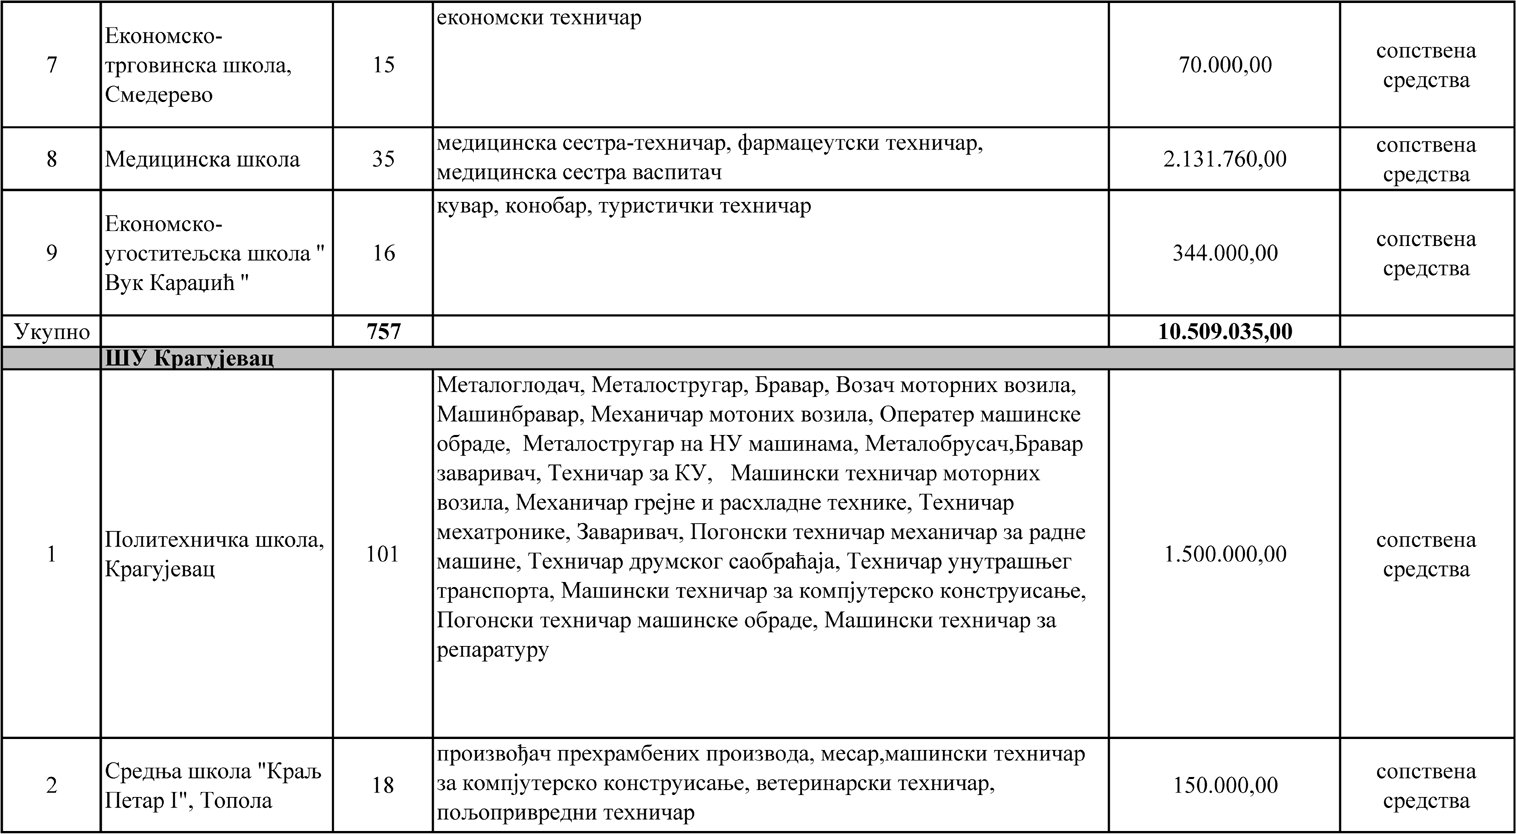 7
Економско-
трговинска школа,
Смедерево
15
економски техничар
70.000,00
сопствена
средства
8
Медицинска школа
35
медицинска сестра-техничар, фармацеутски техничар,
медицинска сестра васпитач
2.131.760,00
сопствена
средства
9
Економско-
угоститељска школа "
Вук Караџић "
16
кувар, конобар, туристички техничар
344.000,00
сопствена
средства
Укупно
757
10.509.035,00
ШУ Крагујевац
1
Политехничка школа,
Крагујевац
101
Металоглодач, Металостругар, Бравар, Возач моторних возила,
Машинбравар, Механичар мотоних возила, Оператер машинске
обраде,  Металостругар на НУ машинама, Металобрусач,Бравар
заваривач, Техничар за КУ,   Машински техничар моторних
возила, Механичар грејне и расхладне технике, Техничар
мехатронике, Заваривач, Погонски техничар механичар за радне
машине, Техничар друмског саобраћаја, Техничар унутрашњег
транспорта, Машински техничар за компјутерско конструисање,
Погонски техничар машинске обраде, Машински техничар за
репаратуру
1.500.000,00
сопствена
средства
2
Средња школа "Краљ
Петар I", Топола
18
произвођач прехрамбених производа, месар,машински техничар
за компјутерско конструисање, ветеринарски техничар,
пољопривредни техничар
150.000,00
сопствена
средства